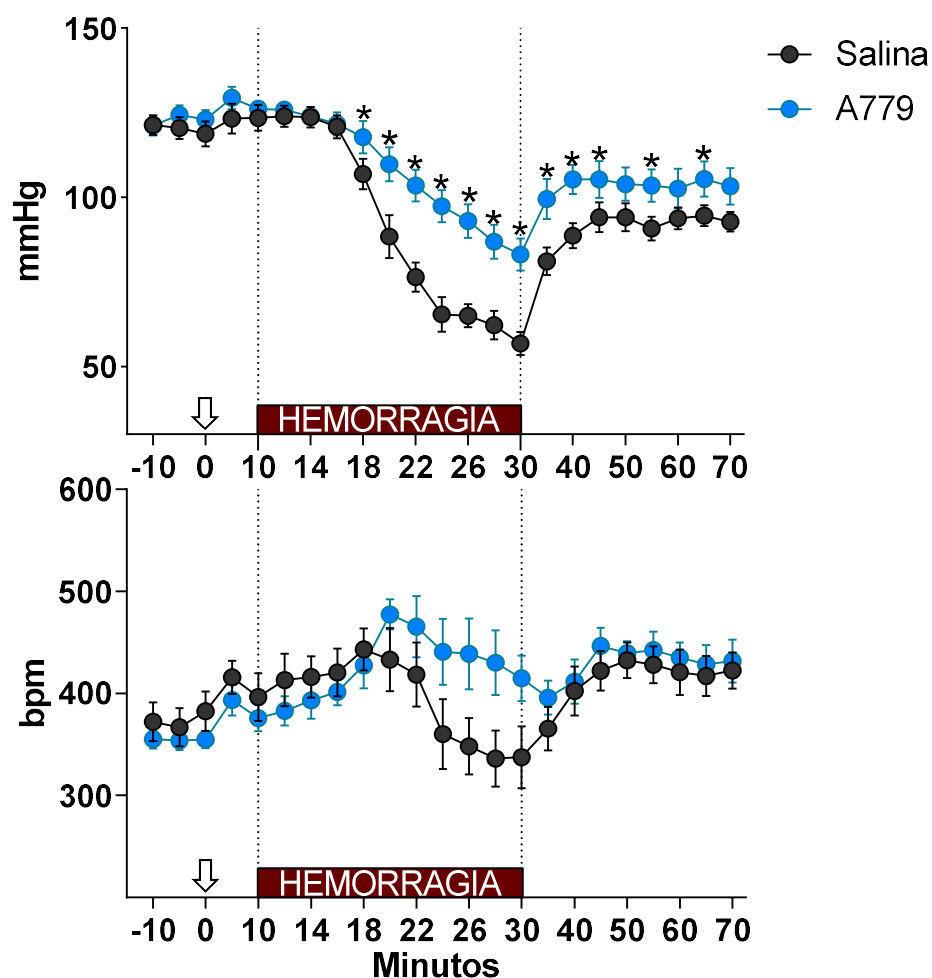 150
100
50
mmHg
Salina
A779
* * * * * * * * * * * *
HEMORRAGIA
-10 0 10 14 18 22 26 30 40 50 60 70
600
500
400
300
bpm
HEMORRAGIA
-10 0 10 14 18 22 26 30 40 50 60 70
Minutos